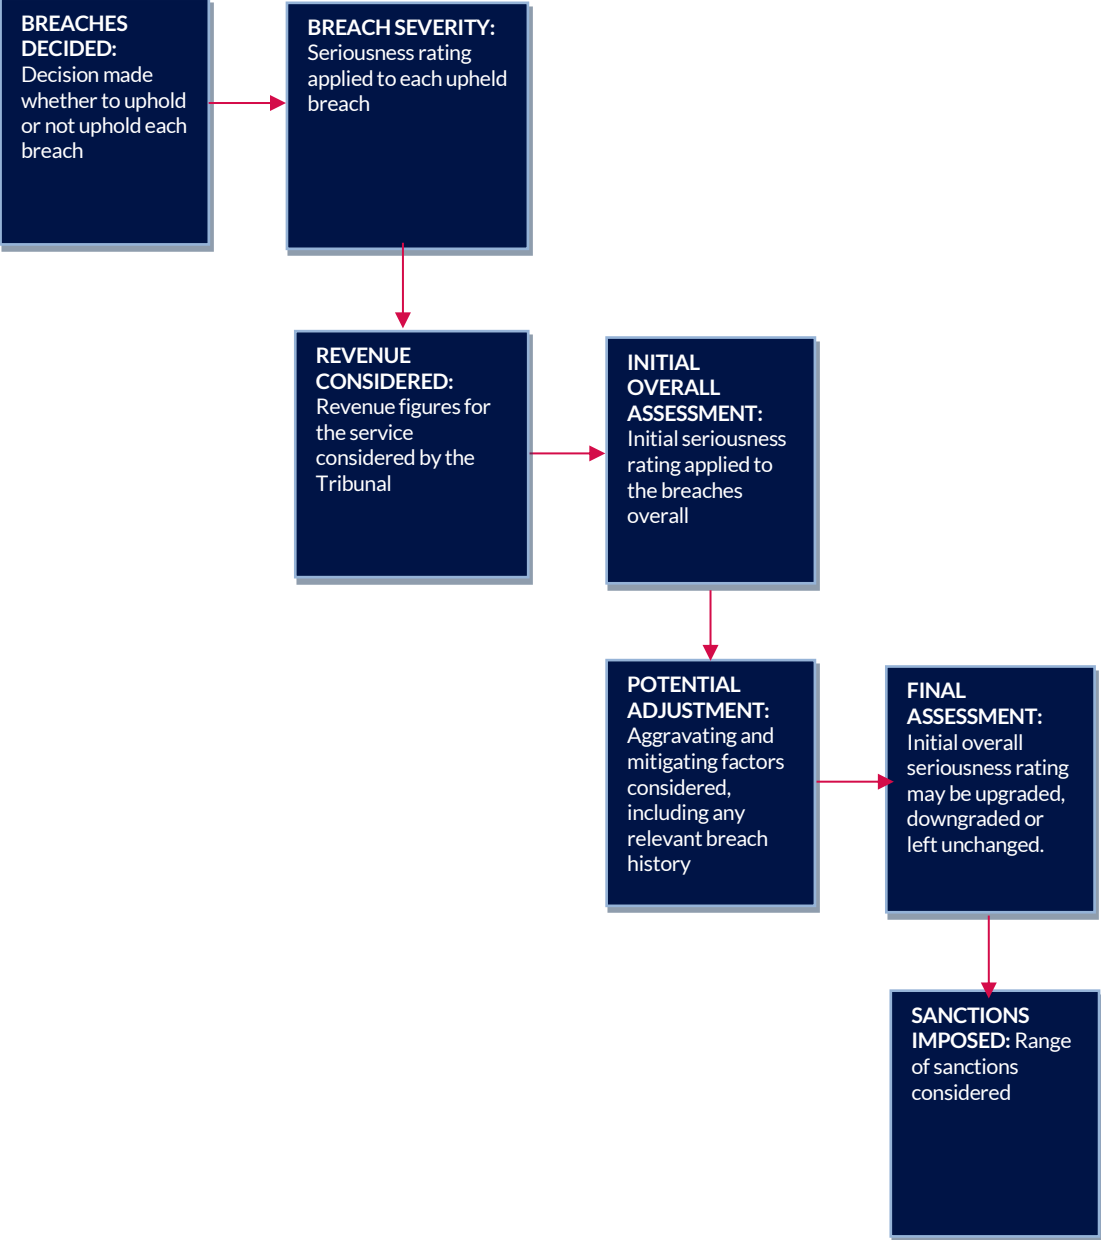 BREACHES
DECIDED:
Decision made
whether to uphold
or not uphold each
breach
BREACH SEVERITY:
Seriousness rating
applied to each upheld
breach
REVENUE
CONSIDERED:
Revenue figures for
the service
considered by the
Tribunal
INITIAL
OVERALL
ASSESSMENT:
Initial seriousness
rating applied to
the breaches
overall
POTENTIAL
ADJUSTMENT:
Aggravating and
mitigating factors
considered,
including any
relevant breach
history
FINAL
ASSESSMENT:
Initial overall
seriousness rating
may be upgraded,
downgraded or
left unchanged.
SANCTIONS
IMPOSED: Range
of sanctions
considered